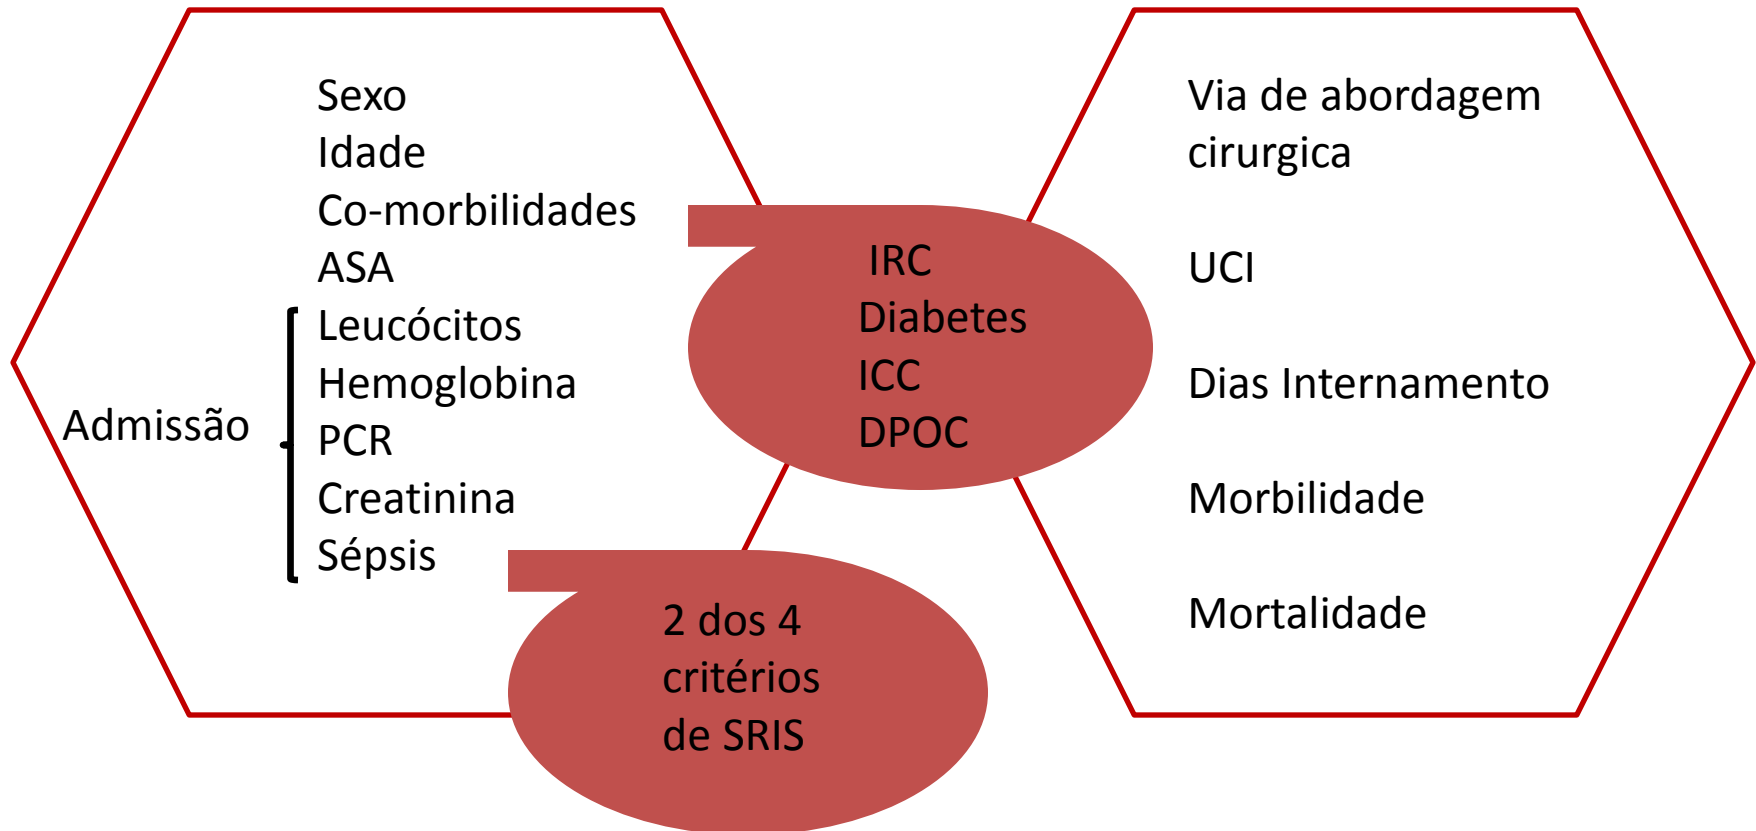 Sexo
Idade
Co-morbilidades
ASA
Admissão
Leucócitos
Hemoglobina
PCR
Creatinina
Sépsis
IRC
Diabetes
ICC
DPOC
2 dos 4
critérios
de SRIS
Via de abordagem
cirurgica
UCI
Dias Internamento
Morbilidade
Mortalidade